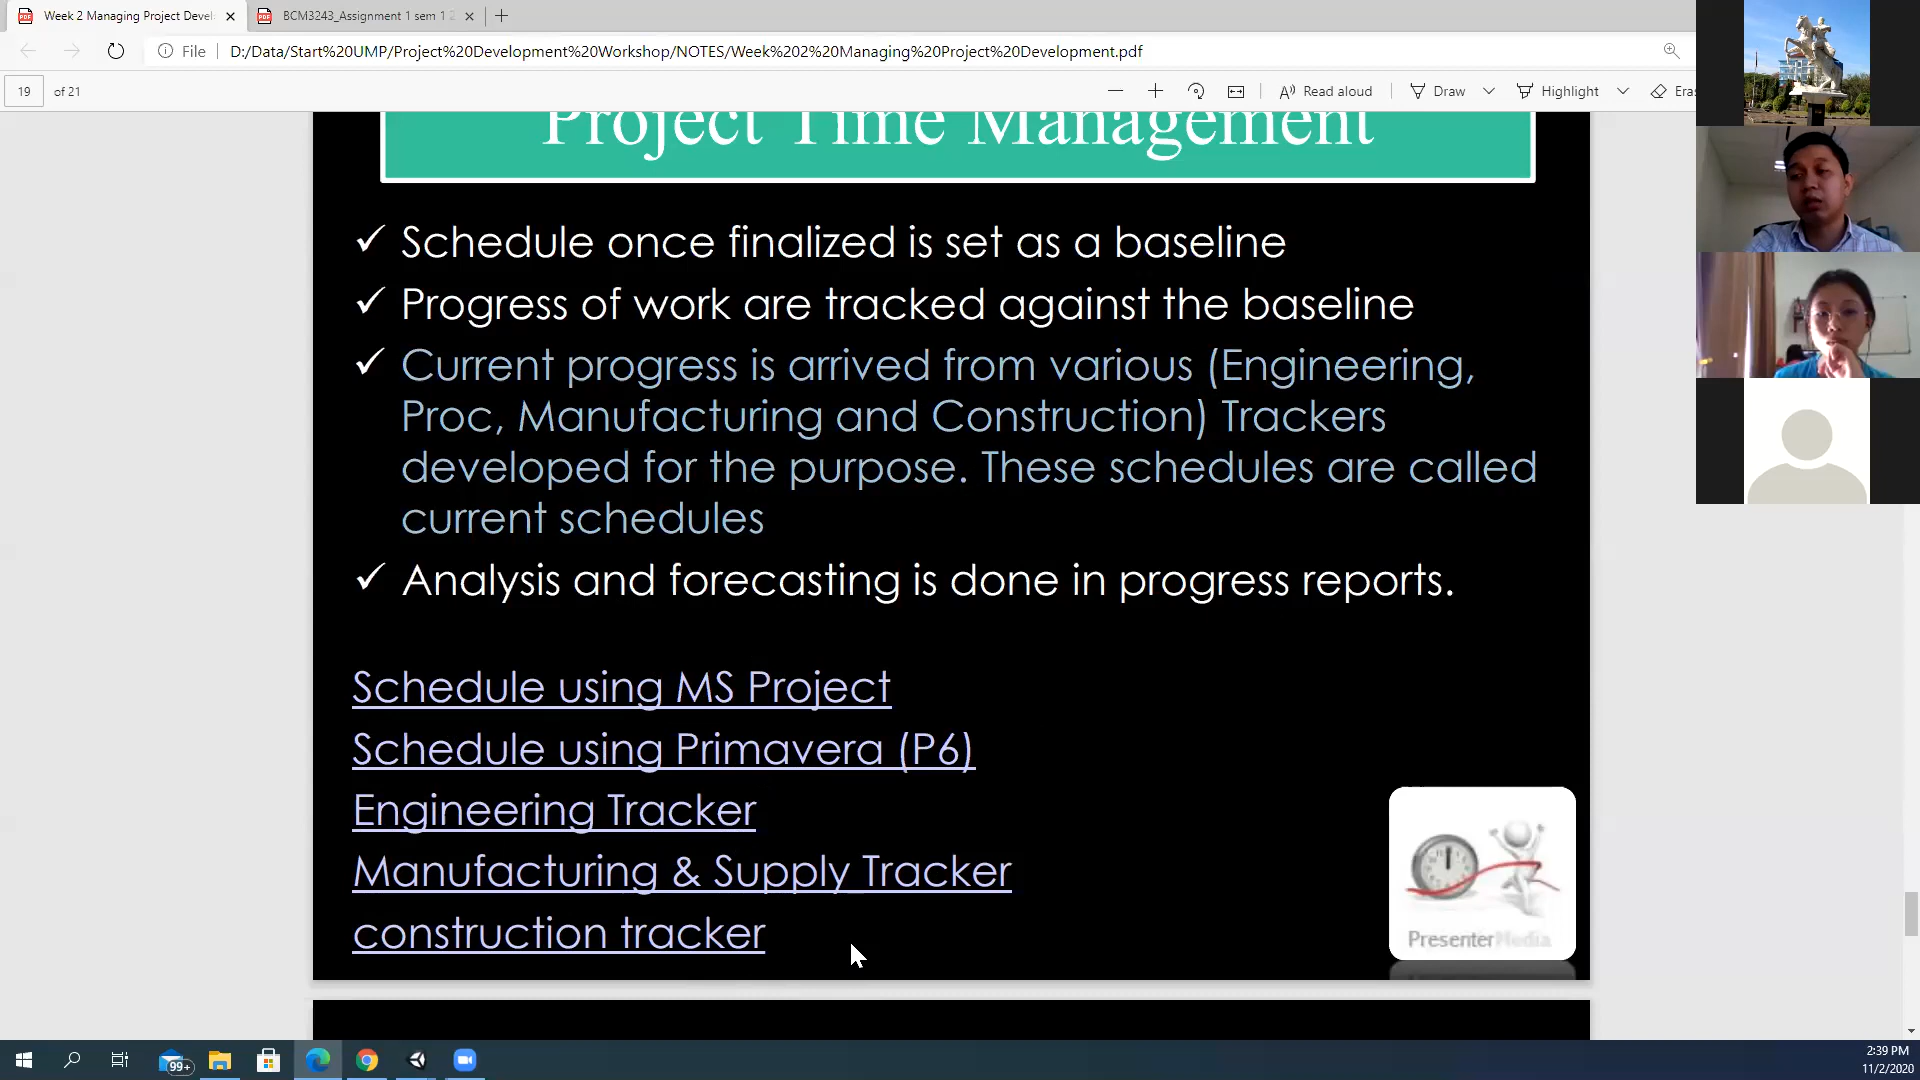 Week 2 Managing Project Devel
BCM3243_Assignment 1 sem 1 2
File
D:/Data/Start%20UMP/Project%20Development%20Workshop/NOTES/Week%202%20Managing%20Project%20Development.pdf
19 of 21
Read aloud
Draw
Highlight
Eras
Project Time Management
✓ Schedule once finalized is set as a baseline
✓ Progress of work are tracked against the baseline
✓ Current progress is arrived from various (Engineering,
Proc, Manufacturing and Construction) Trackers
developed for the purpose. These schedules are called
current schedules
✓ Analysis and forecasting is done in progress reports.
Schedule using MS Project
Schedule using Primavera (P6)
Engineering Tracker
Manufacturing & Supply Tracker
construction tracker
PresenterMedia
99+
2:39 PM
11/2/2020